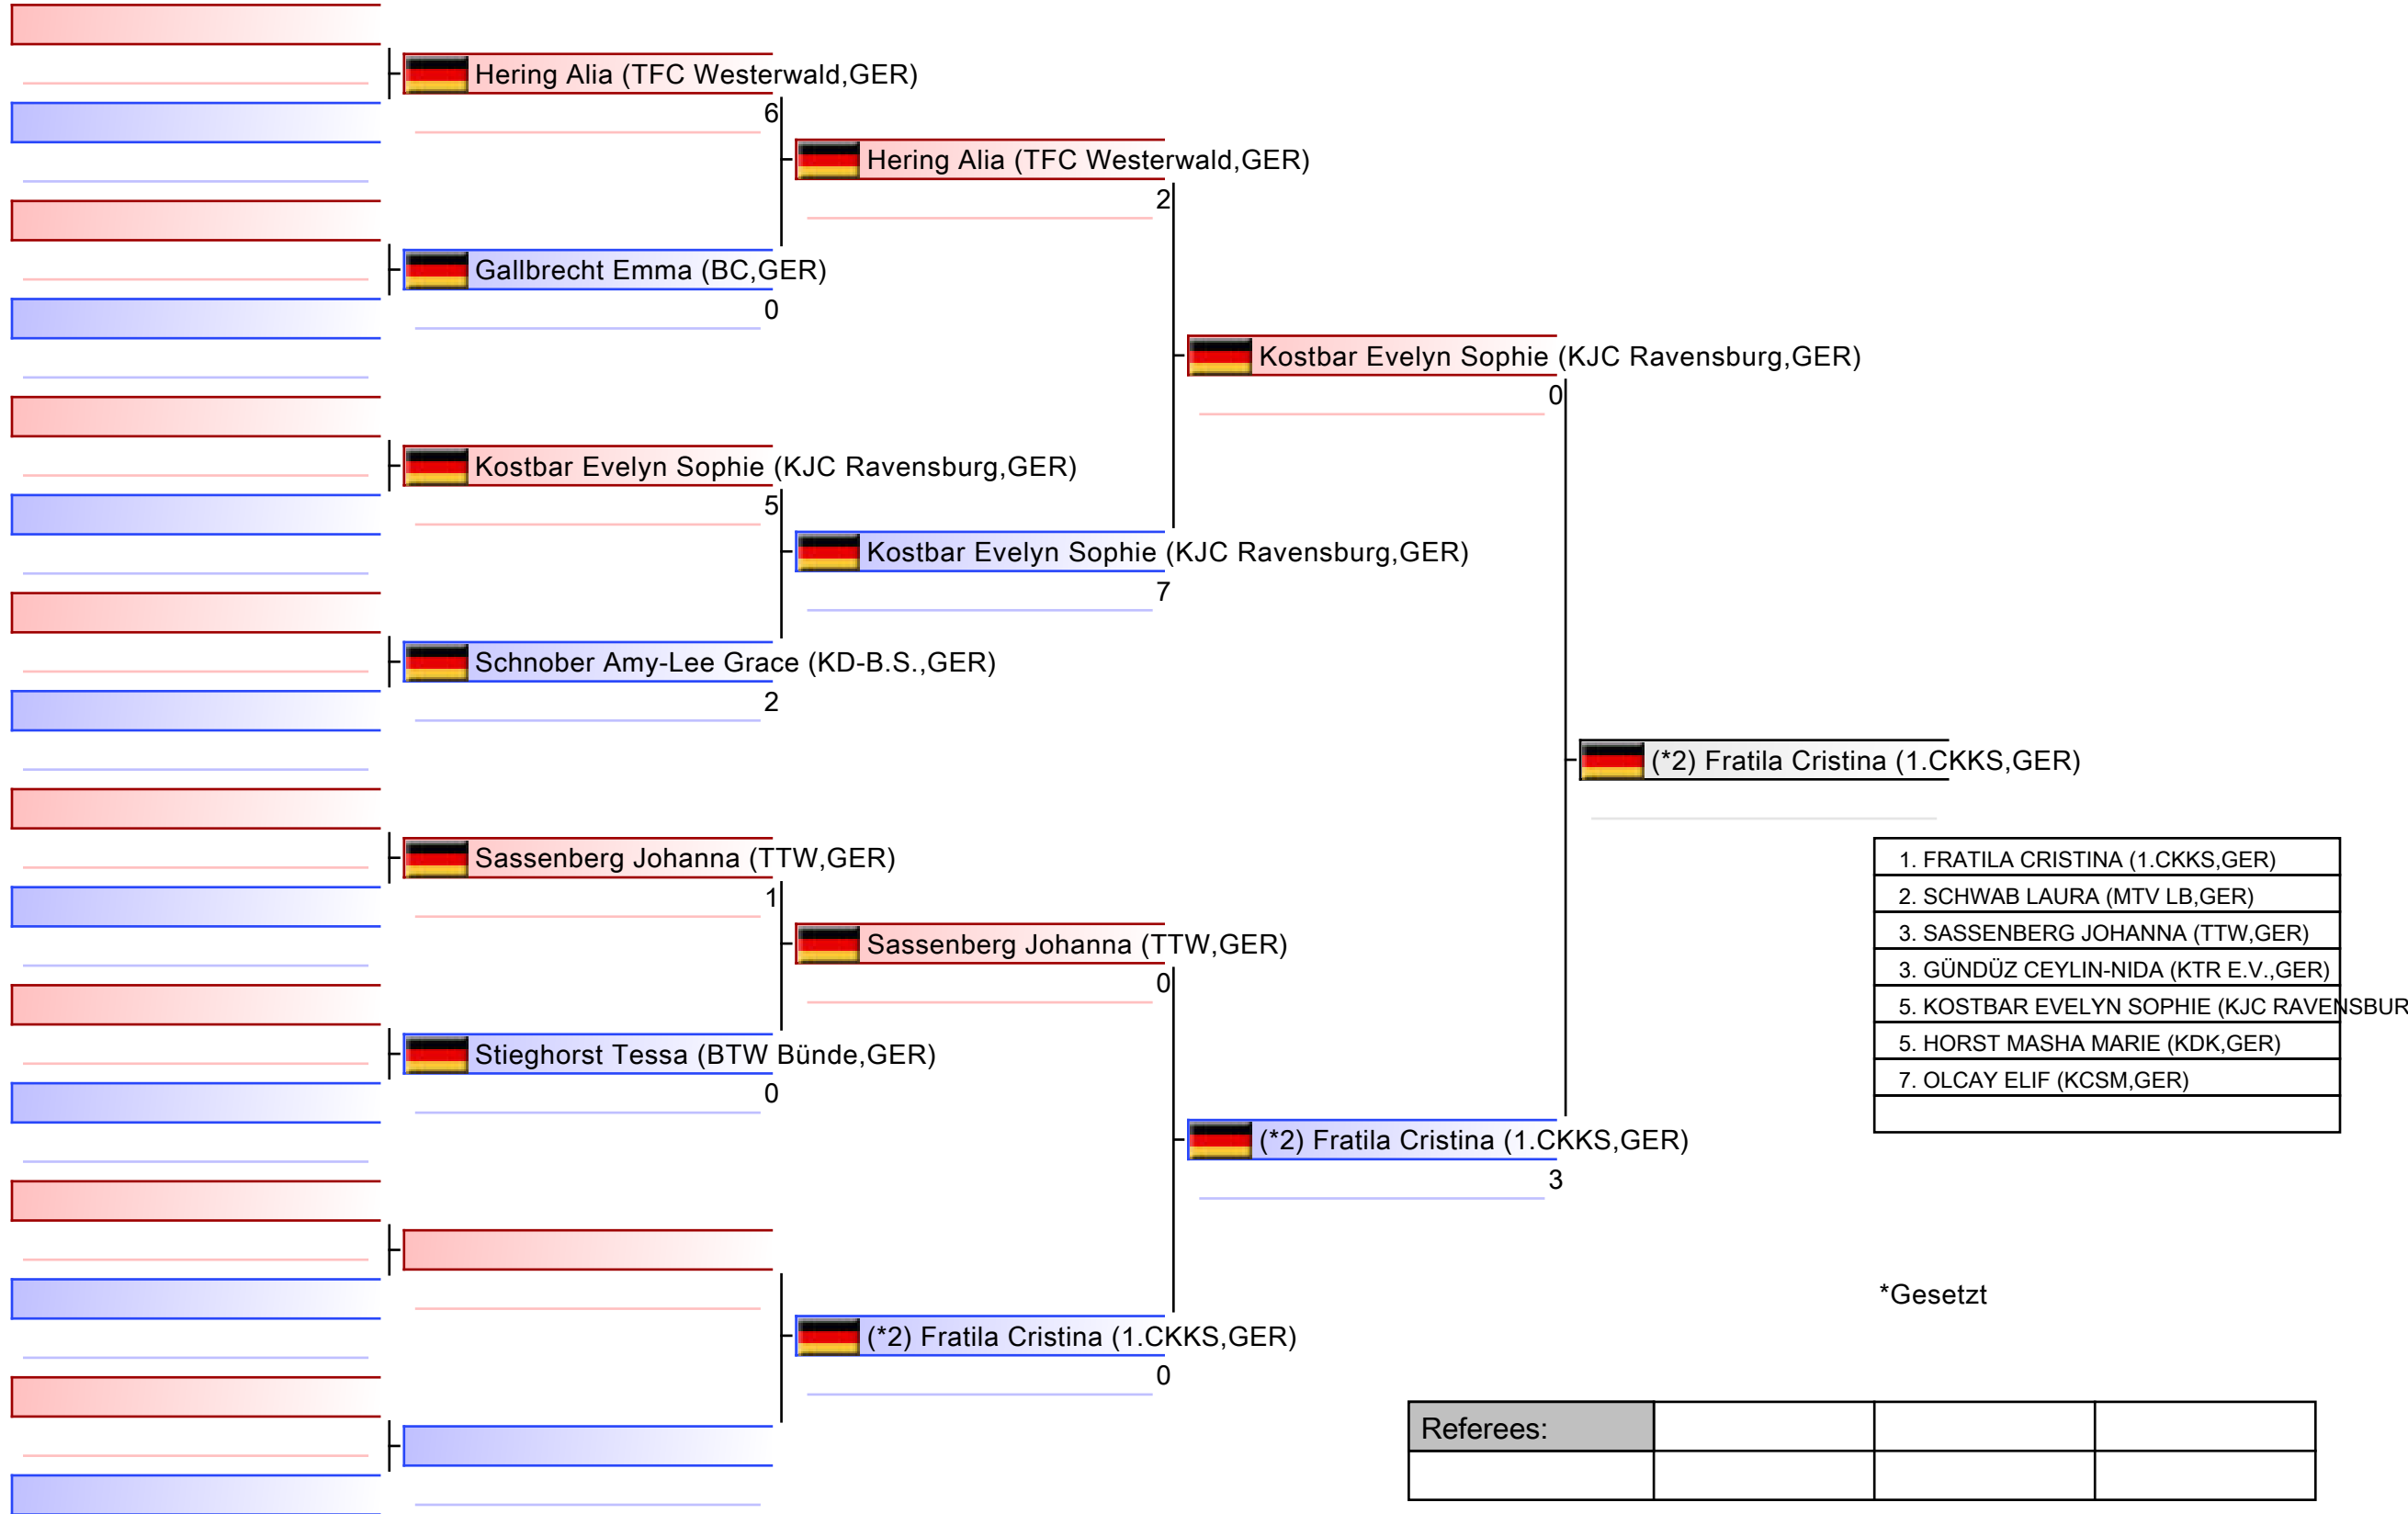 Hering Alia (TFC Westerwald,GER)
6
Hering Alia (TFC Westerwald,GER)
2
Gallbrecht Emma (BC,GER)
0
Kostbar Evelyn Sophie (KJC Ravensburg,GER)
0
Kostbar Evelyn Sophie (KJC Ravensburg,GER)
5
Kostbar Evelyn Sophie (KJC Ravensburg,GER)
7
Schnober Amy-Lee Grace (KD-B.S.,GER)
2
(*2) Fratila Cristina (1.CKKS,GER)
Sassenberg Johanna (TTW,GER)
1
Sassenberg Johanna (TTW,GER)
0
Stieghorst Tessa (BTW Bünde,GER)
0
(*2) Fratila Cristina (1.CKKS,GER)
3
(*2) Fratila Cristina (1.CKKS,GER)
0
1. FRATILA CRISTINA (1.CKKS,GER)
2. SCHWAB LAURA (MTV LB,GER)
3. SASSENBERG JOHANNA (TTW,GER)
3. GÜNDÜZ CEYLIN-NIDA (KTR E.V.,GER)
5. KOSTBAR EVELYN SOPHIE (KJC RAVENSBUR
5. HORST MASHA MARIE (KDK,GER)
7. OLCAY ELIF (KCSM,GER)
*Gesetzt
Referees: